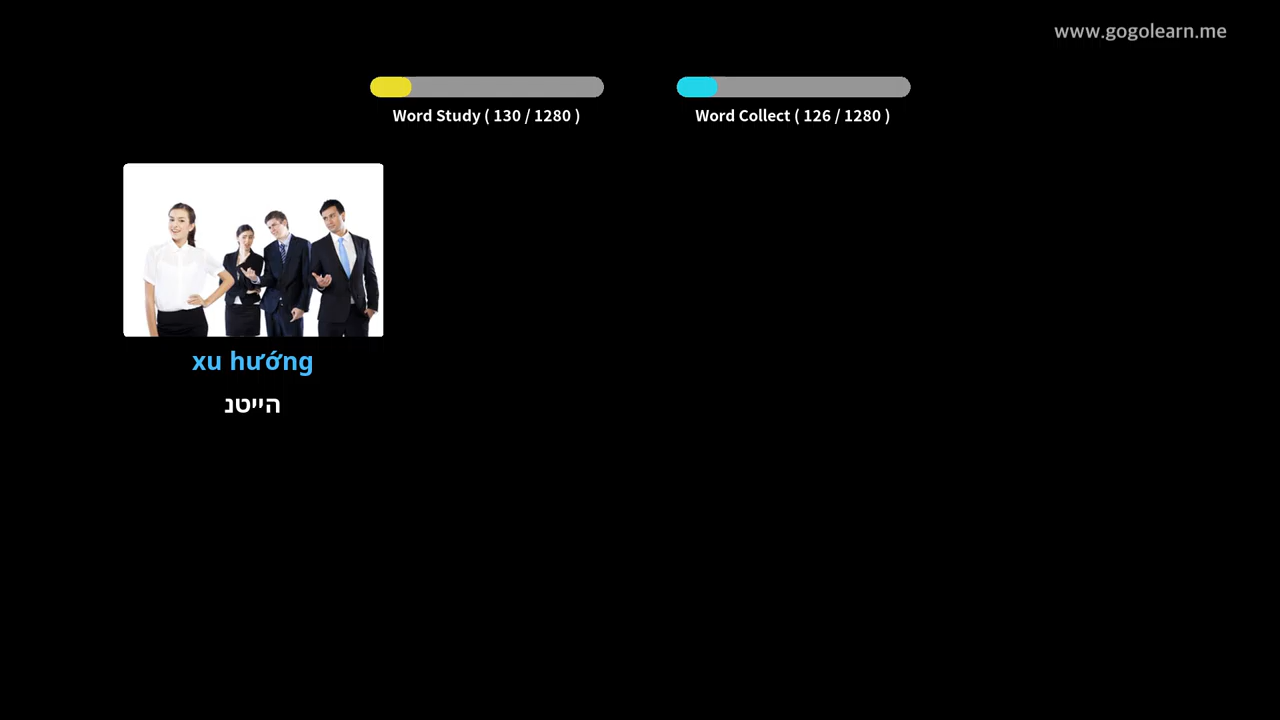 www.gogolearn.me
Word Study ( 130 / 1280 )
Word Collect ( 126 / 1280 )
xu hướng
הייטנ